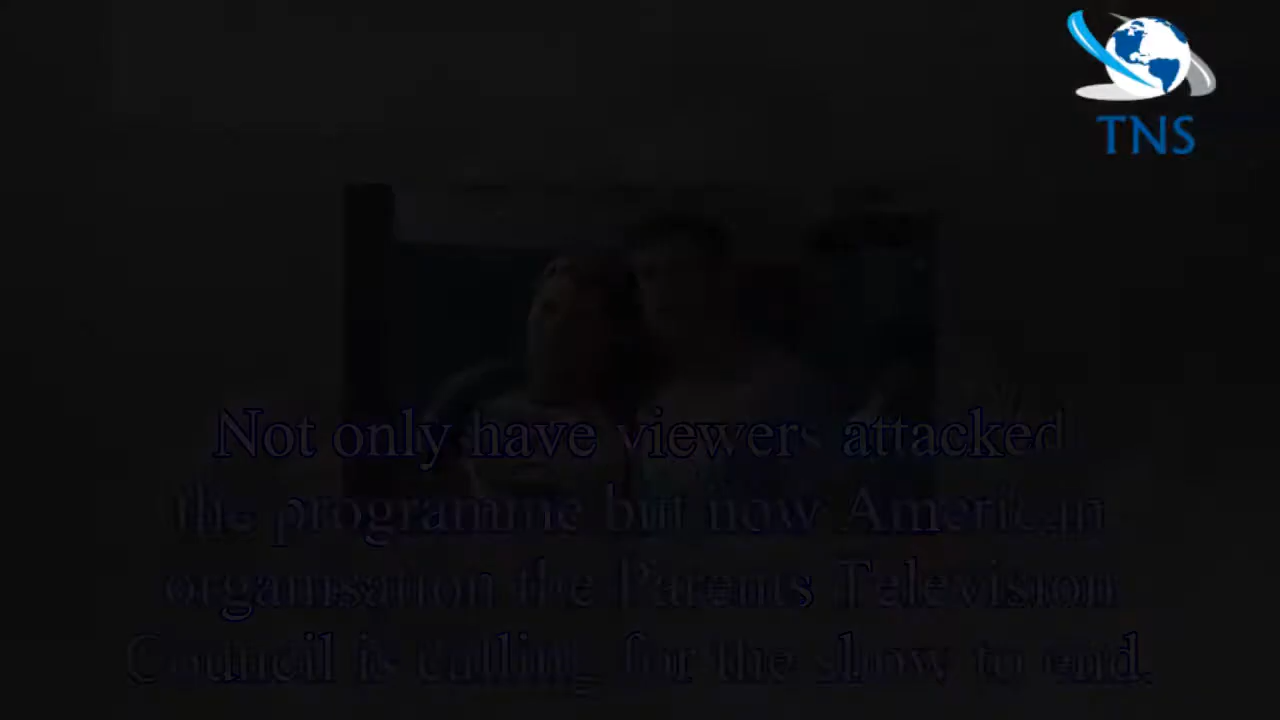 TNS
Not only have viewers attacked
the programme but now American
organisation the Parents Television
Council is calling for the show to end.